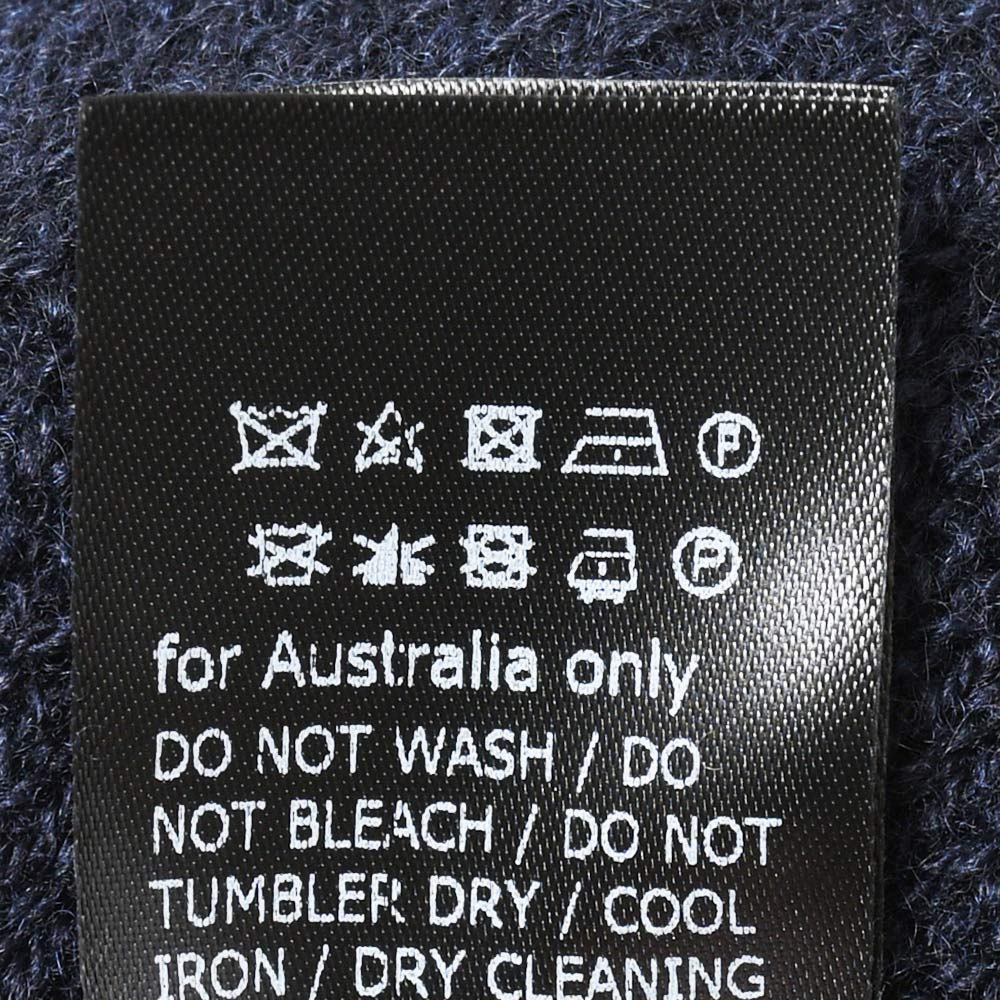 P
P
for Australia only
DO NOT WASH / DO
NOT BLEACH / DO NOT
TUMBLER DRY / COOL
IRON / DRY CLEANING